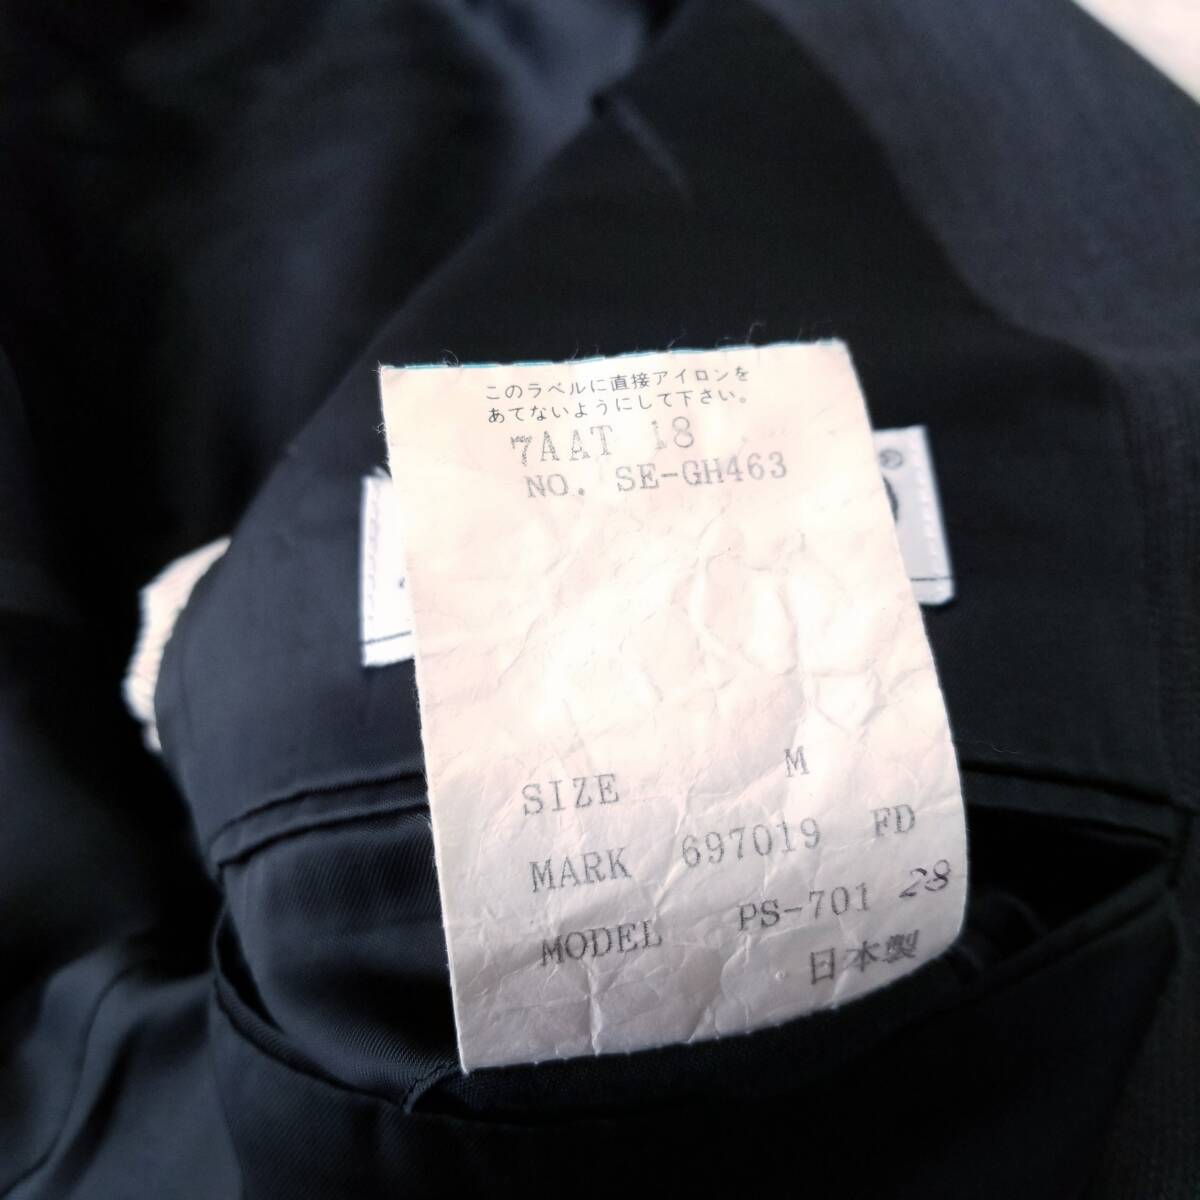 このラベルに直接アイロンを
あてないようにして下さい。
7AAT 18
NO. SE-GH463
®
SIZE M
MARK 697019 FD
MODEL PS-701 28
日本製